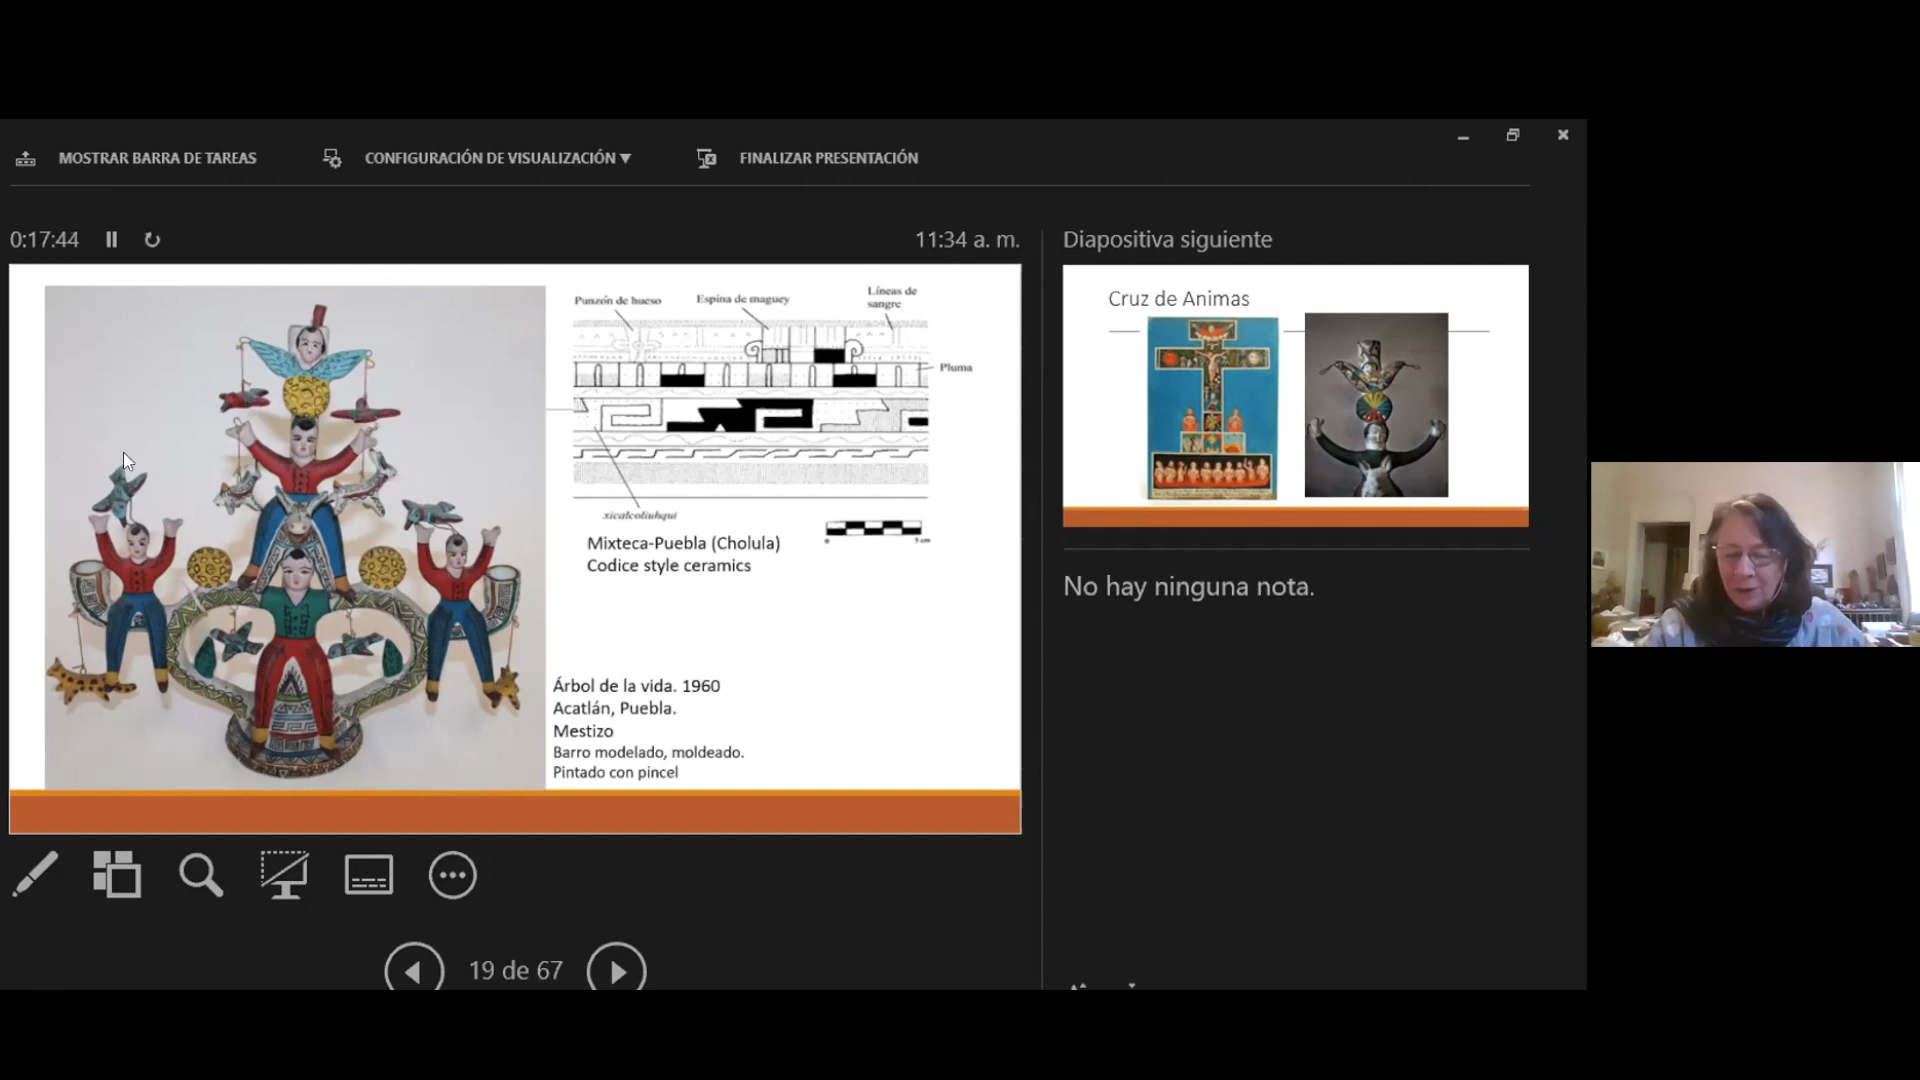 MOSTRAR BARRA DE TAREAS
CONFIGURACIÓN DE VISUALIZACIÓN ▼
FINALIZAR PRESENTACIÓN
0:17:44
11:34 a. m.
Punzón de hueso
Espina de maguey
Líneas de
sangre
Pluma
xicalcoliuhqui
0
5 cm
Mixteca-Puebla (Cholula)
Codice style ceramics
Árbol de la vida. 1960
Acatlán, Puebla.
Mestizo
Barro modelado, moldeado.
Pintado con pincel
19 de 67
Diapositiva siguiente
Cruz de Animas
No hay ninguna nota.